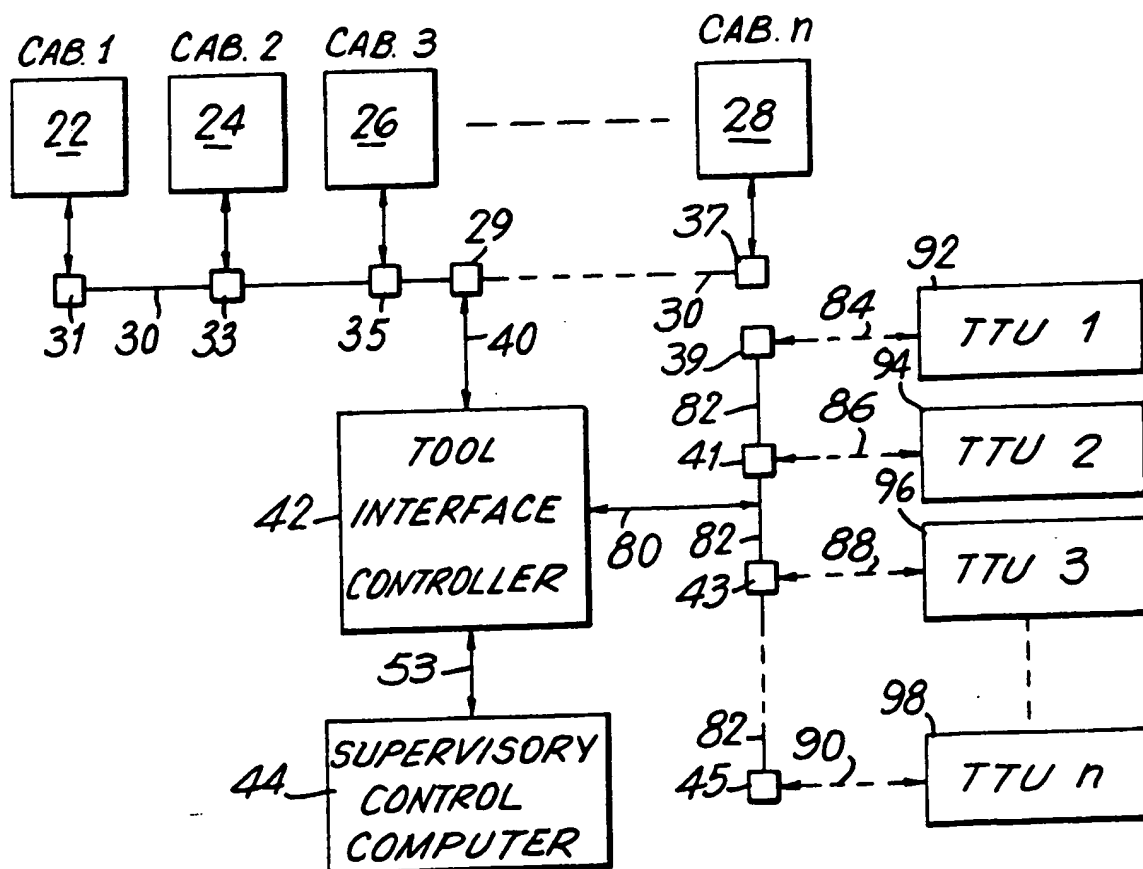 CAB. 1 CAB. 2 CAB. 3 CAB. n
22 24 26 28
29 37
31 30 33 35 40 30
92
84 TTU 1
39
82 86 94
41 TTU 2
TOOL
INTERFACE
CONTROLLER
42 80 82 88 96
43 TTU 3
53
82 90 98
45 TTU n
44 SUPERVISORY
CONTROL
COMPUTER